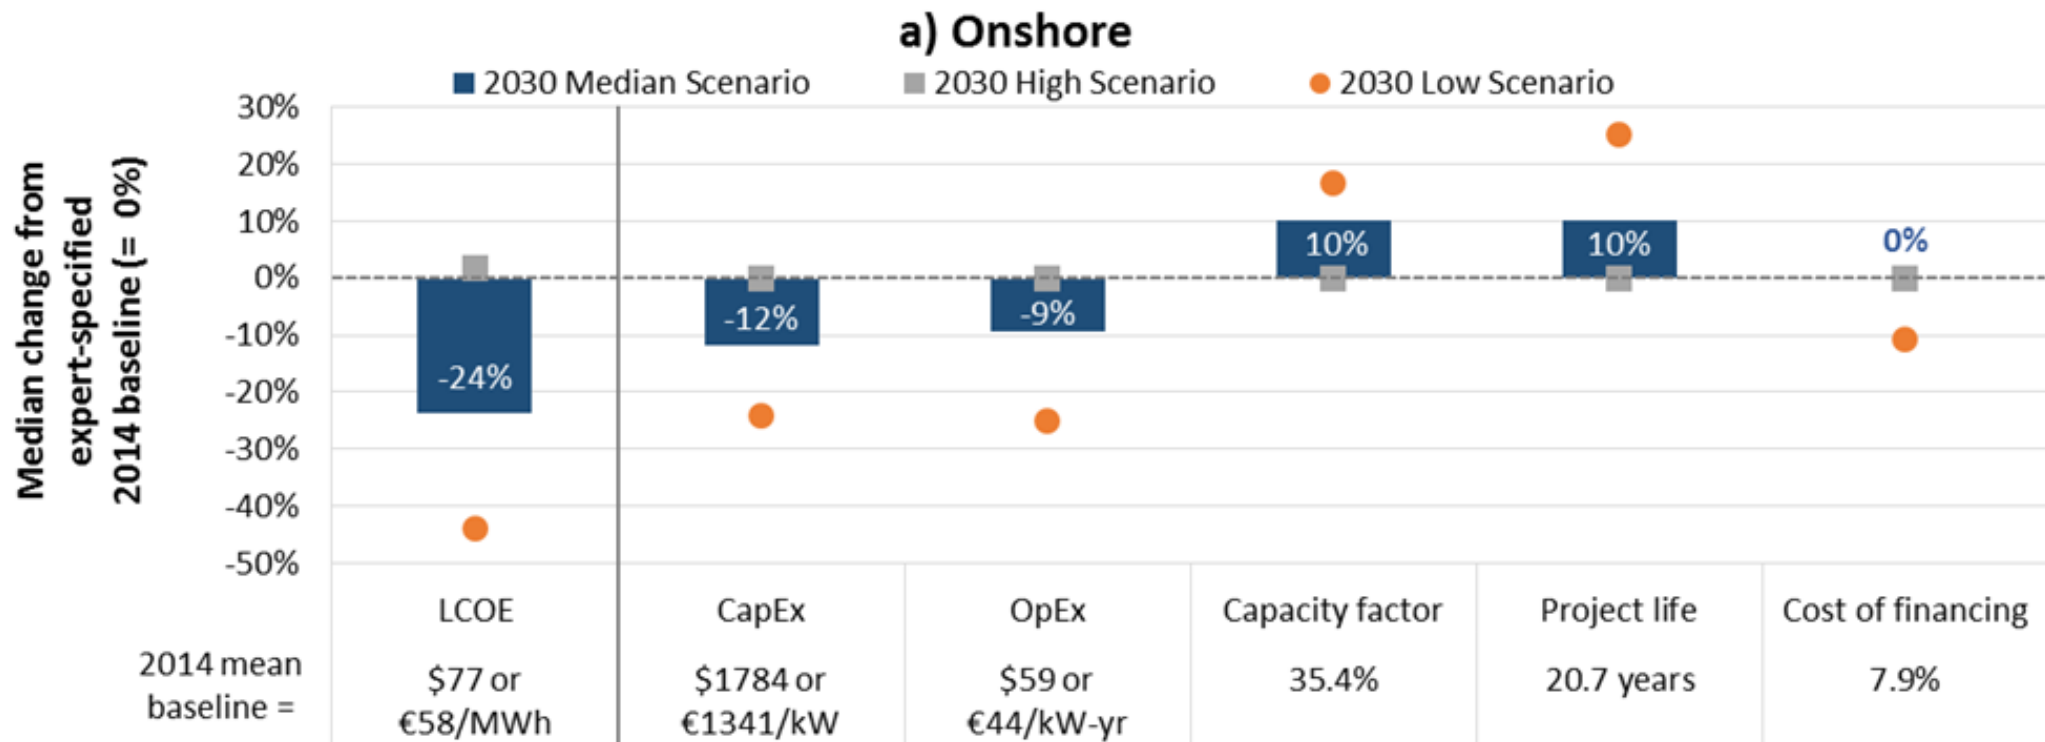 a) Onshore
2030 Median Scenario 2030 High Scenario 2030 Low Scenario
Median change from
expert-specified
2014 baseline (= 0%)
30%
20%
10%
0%
-10%
-20%
-30%
-40%
-50%
-24%
-12%
-9%
10%
10%
0%
LCOE CapEx OpEx Capacity factor Project life Cost of financing
2014 mean
baseline =
$77 or
€58/MWh
$1784 or
€1341/kW
$59 or
€44/kW-yr
35.4%
20.7 years
7.9%